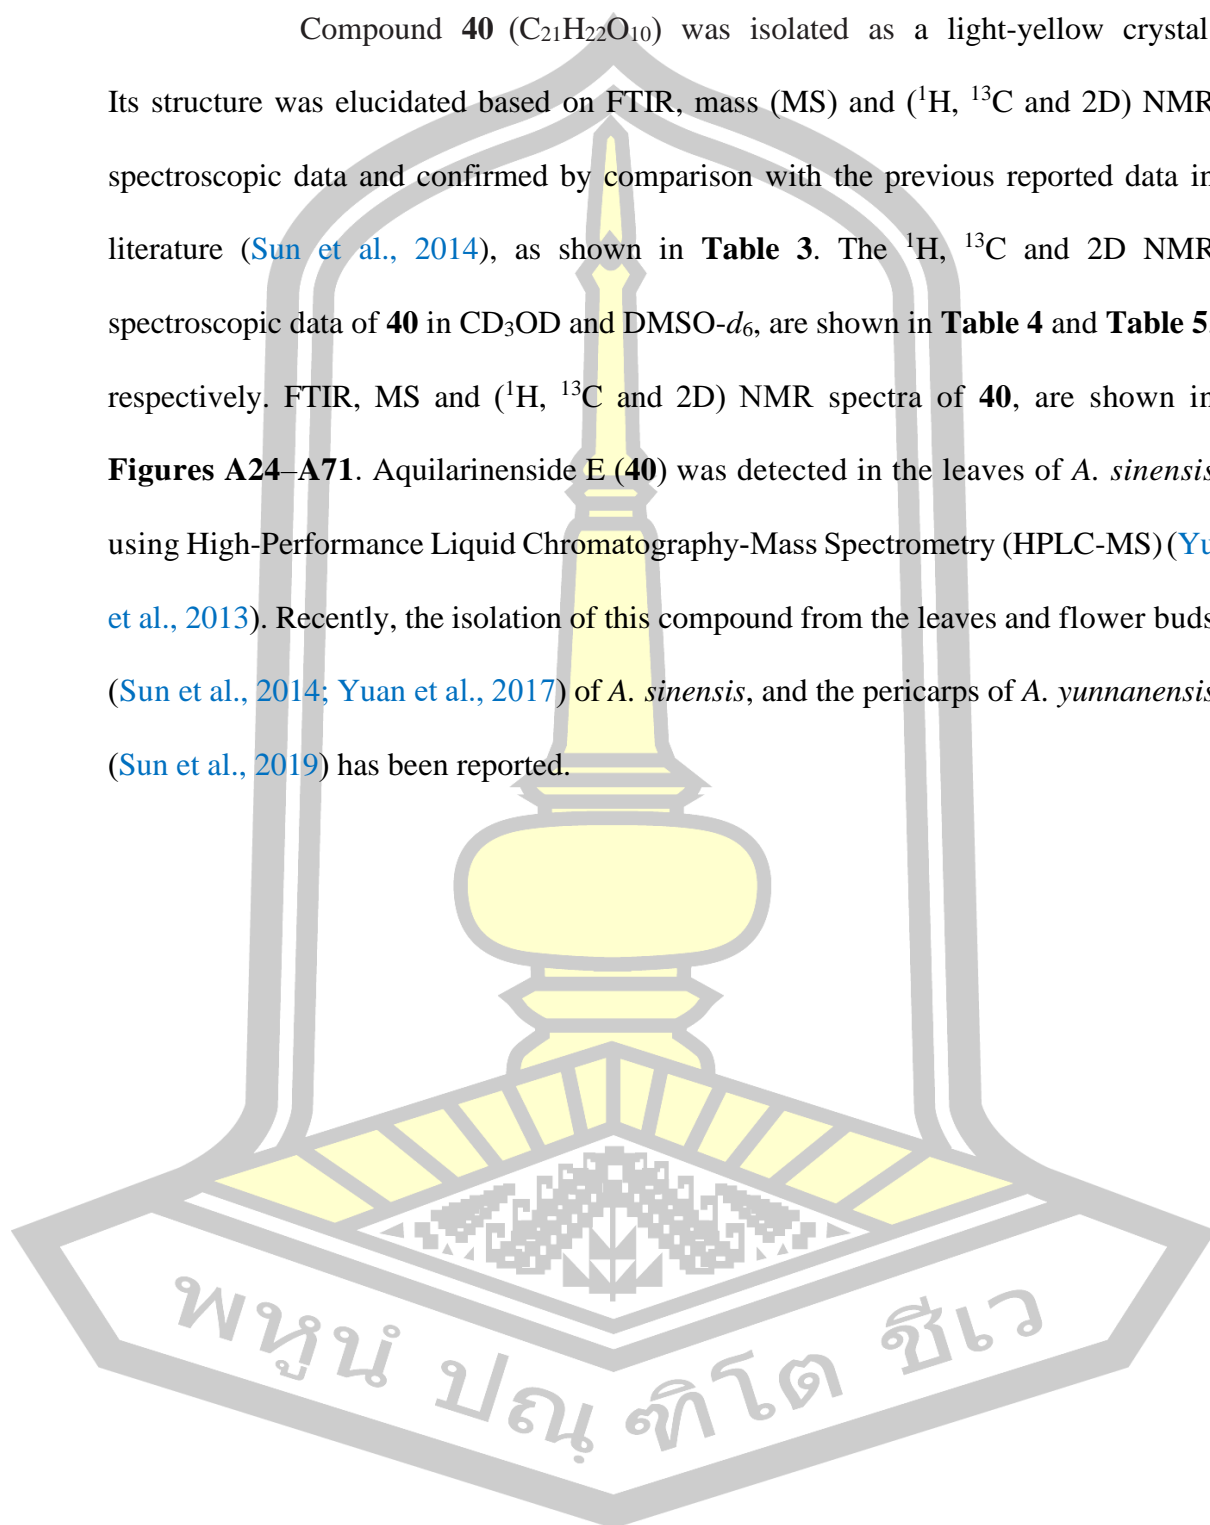 Compound 40 (C₂₁H₂₂O₁₀) was isolated as a light-yellow crystal
Its structure was elucidated based on FTIR, mass (MS) and (¹H, ¹³C and 2D) NMR
spectroscopic data and confirmed by comparison with the previous reported data in
literature (Sun et al., 2014), as shown in Table 3. The ¹H, ¹³C and 2D NMR
spectroscopic data of 40 in CD₃OD and DMSO-d₆, are shown in Table 4 and Table 5,
respectively. FTIR, MS and (¹H, ¹³C and 2D) NMR spectra of 40, are shown in
Figures A24–A71. Aquilarinenside E (40) was detected in the leaves of A. sinensis
using High-Performance Liquid Chromatography-Mass Spectrometry (HPLC-MS) (Yu
et al., 2013). Recently, the isolation of this compound from the leaves and flower buds
(Sun et al., 2014; Yuan et al., 2017) of A. sinensis, and the pericarps of A. yunnanensis
(Sun et al., 2019) has been reported.
พหูนํ ปณฺฑิโต ชีเว